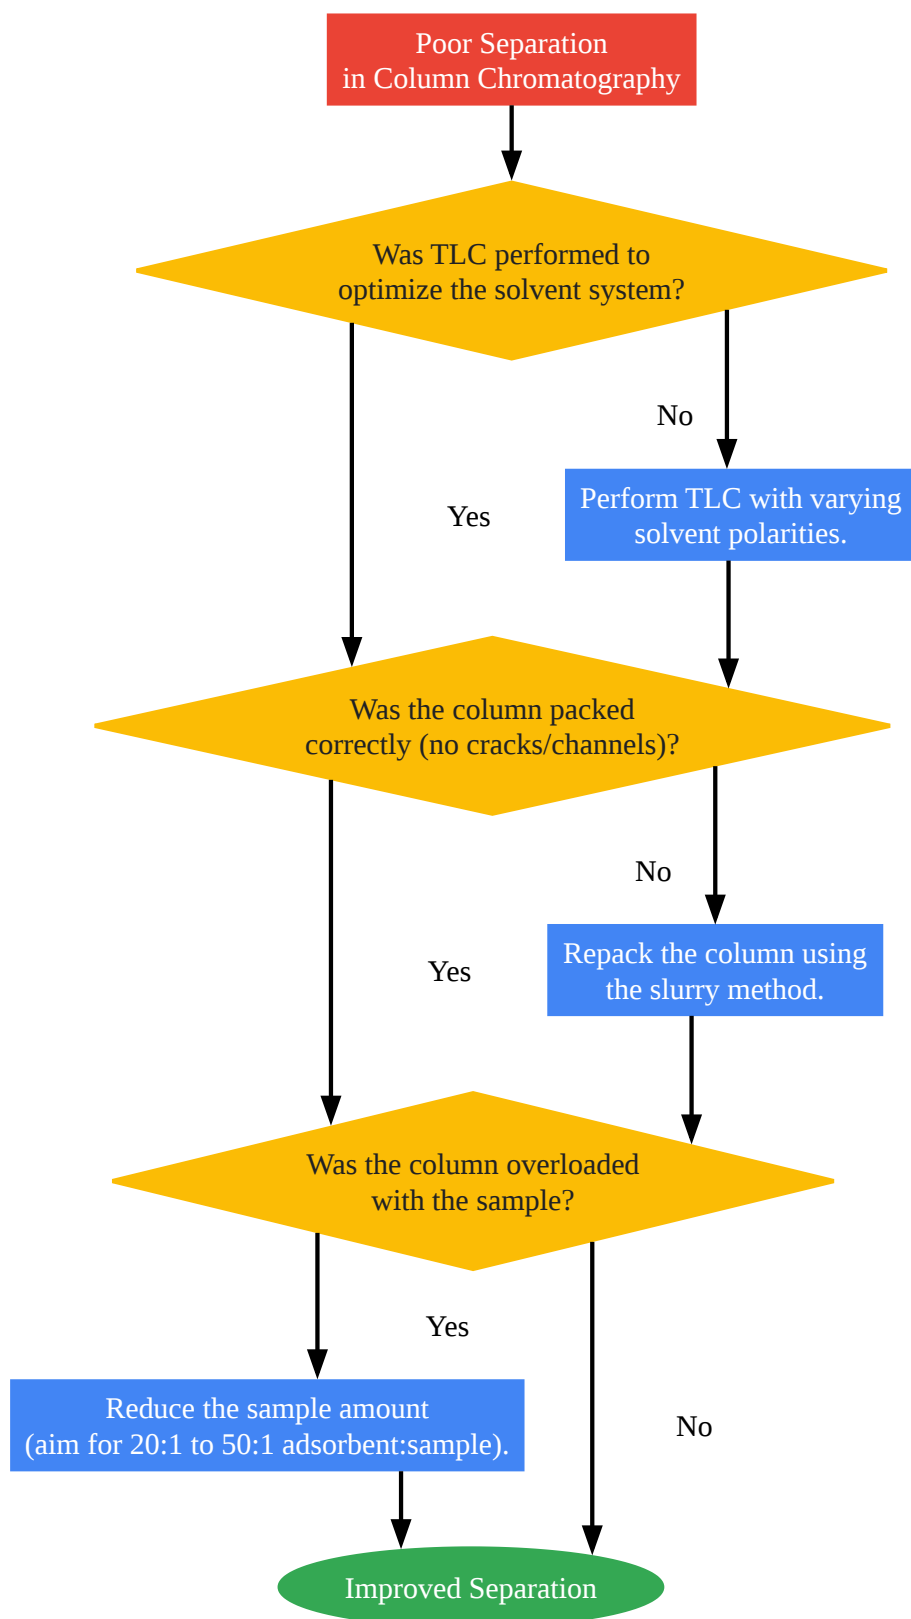 Poor Separation
in Column Chromatography
Was TLC performed to
optimize the solvent system?
No
Perform TLC with varying
solvent polarities.
Yes
Was the column packed
correctly (no cracks/channels)?
No
Repack the column using
the slurry method.
Yes
Was the column overloaded
with the sample?
Yes
Reduce the sample amount
(aim for 20:1 to 50:1 adsorbent:sample).
No
Improved Separation